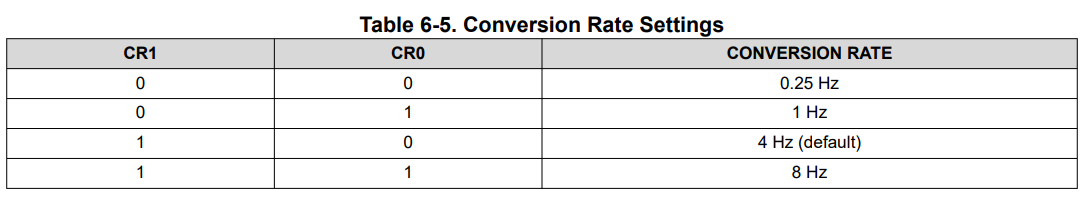 Table 6-5. Conversion Rate Settings
CR1 CR0 CONVERSION RATE
0 0 0.25 Hz
0 1 1 Hz
1 0 4 Hz (default)
1 1 8 Hz